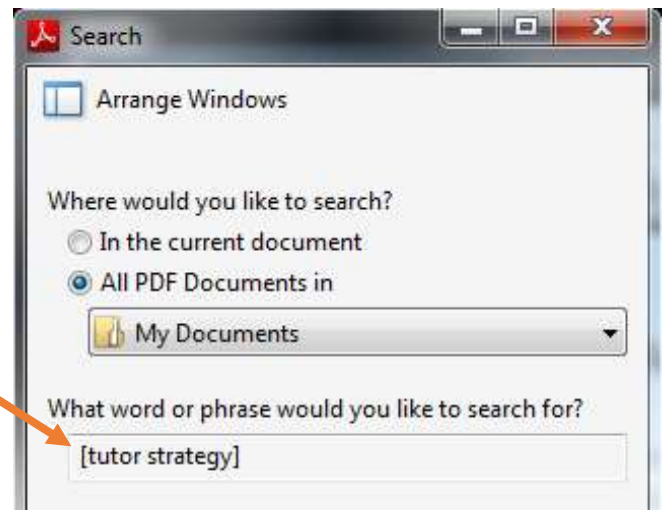 Search
Arrange Windows
Where would you like to search?
In the current document
All PDF Documents in
My Documents
What word or phrase would you like to search for?
[tutor strategy]